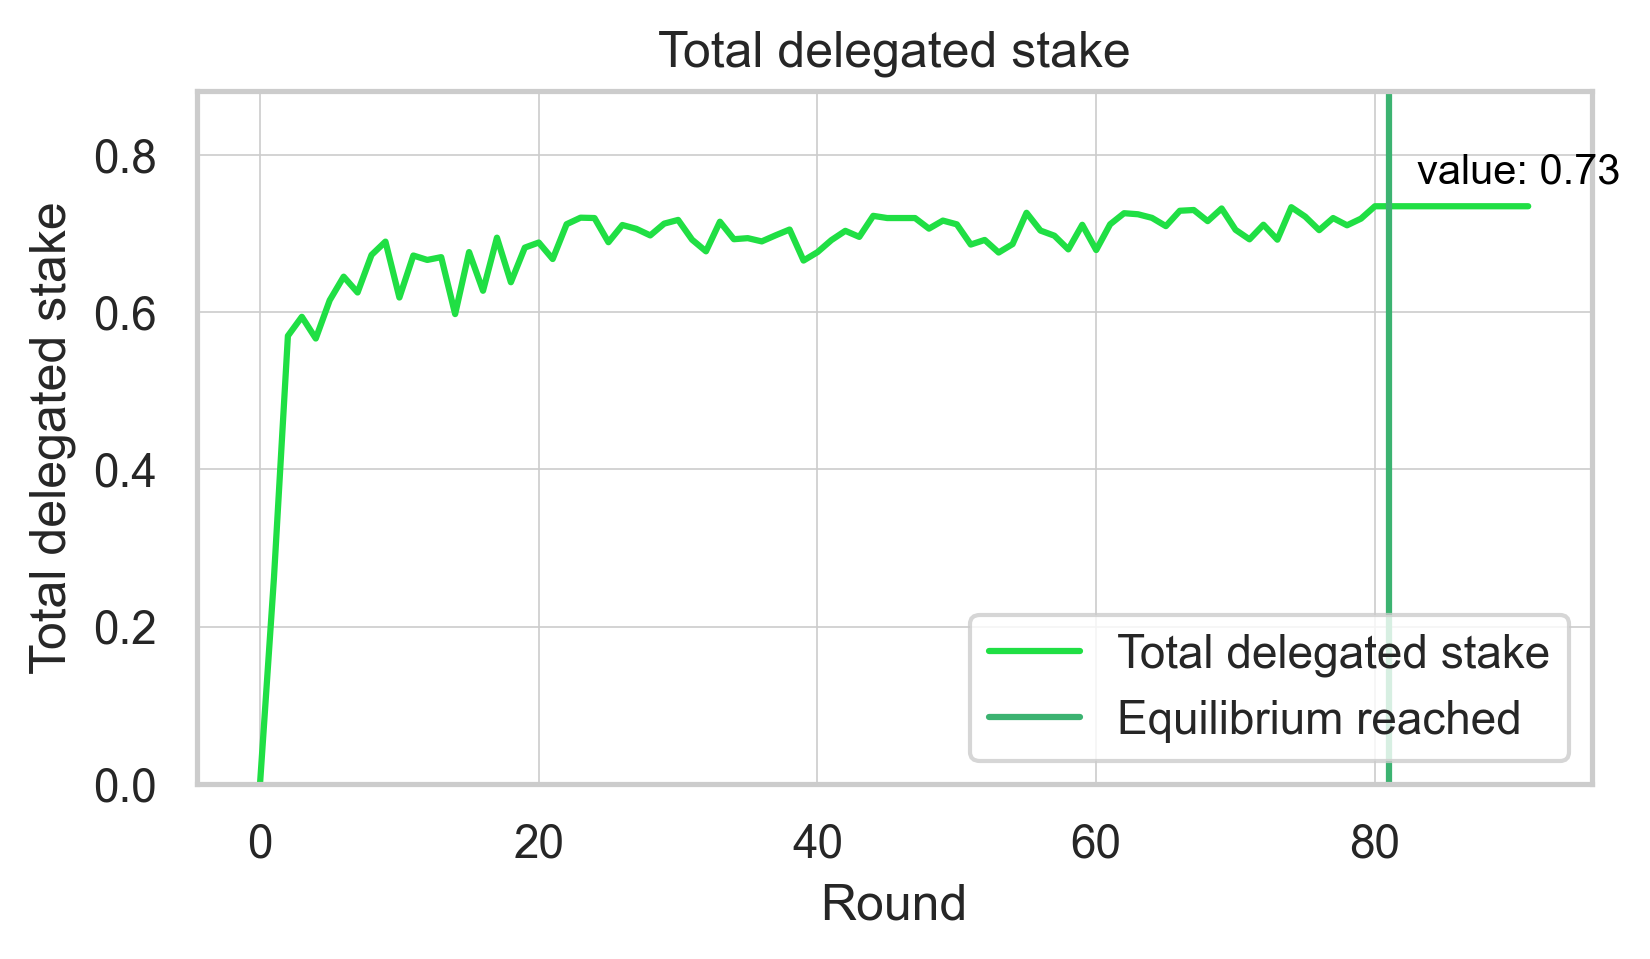 Total delegated stake
Total delegated stake
0.8
0.6
0.4
0.2
0.0
value: 0.73
Total delegated stake
Equilibrium reached
0 20 40 60 80
Round